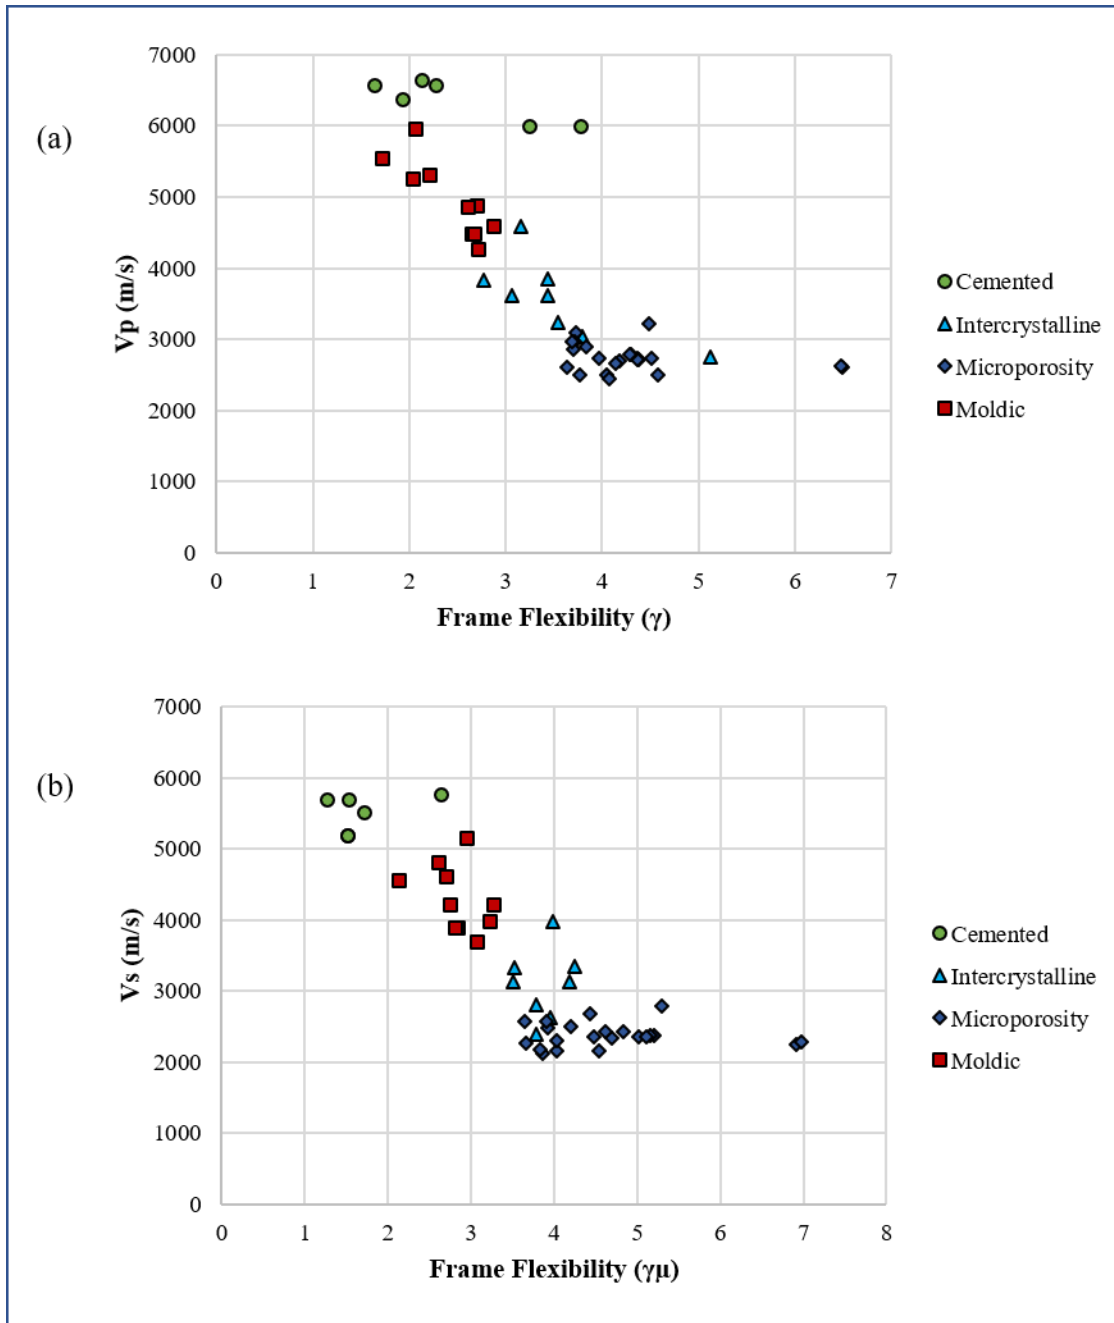 (a)
Vp (m/s)
7000
6000
5000
4000
3000
2000
1000
0
0 1 2 3 4 5 6 7
Frame Flexibility (γ)
Cemented
Intercrystalline
Microporosity
Moldic
(b)
Vs (m/s)
7000
6000
5000
4000
3000
2000
1000
0
0 1 2 3 4 5 6 7 8
Frame Flexibility (γμ)
Cemented
Intercrystalline
Microporosity
Moldic